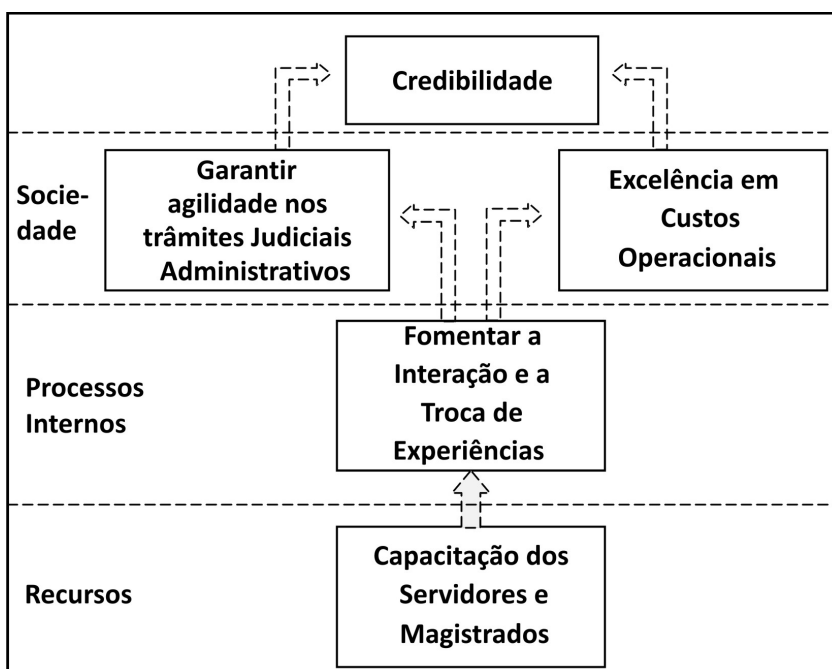 Credibilidade
Socie-
dade
Garantir
agilidade nos
trâmites Judiciais
Administrativos
Excelência em
Custos
Operacionais
Processos
Internos
Fomentar a
Interação e a
Troca de
Experiências
Recursos
Capacitação dos
Servidores e
Magistrados